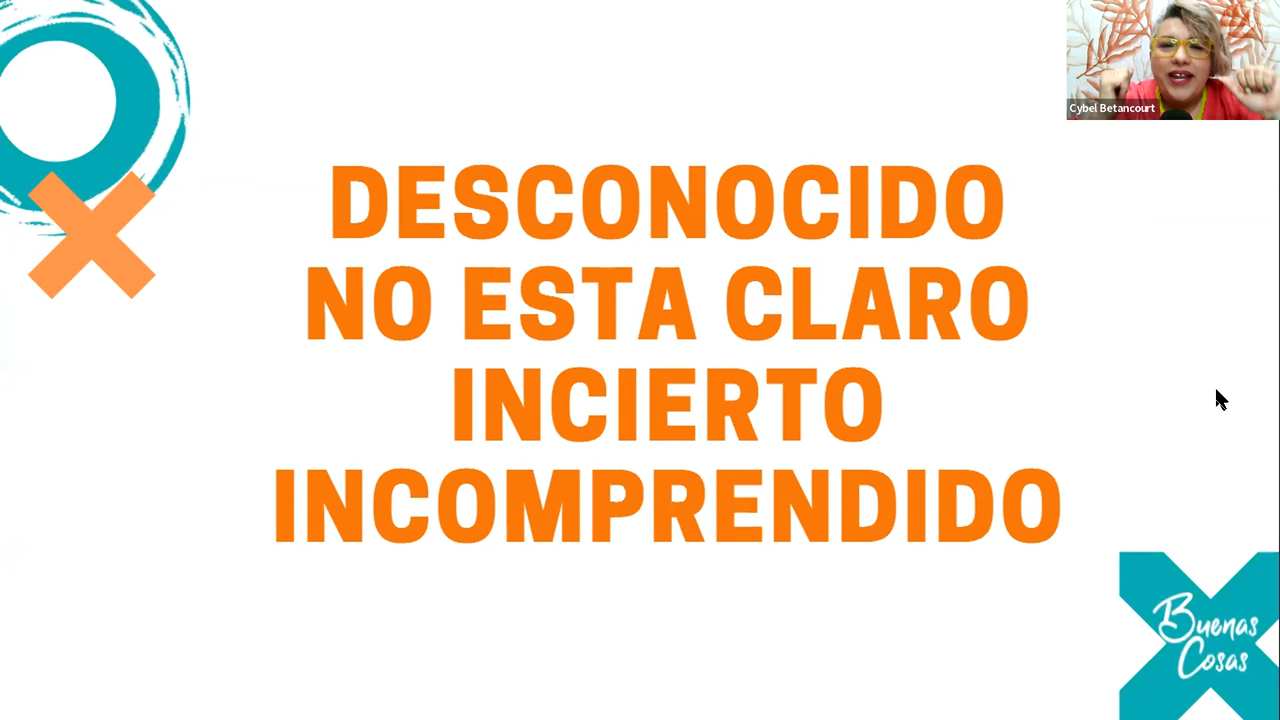 Cybel Betancourt
DESCONOCIDO
NO ESTA CLARO
INCIERTO
INCOMPRENDIDO
Buenas
Cosas